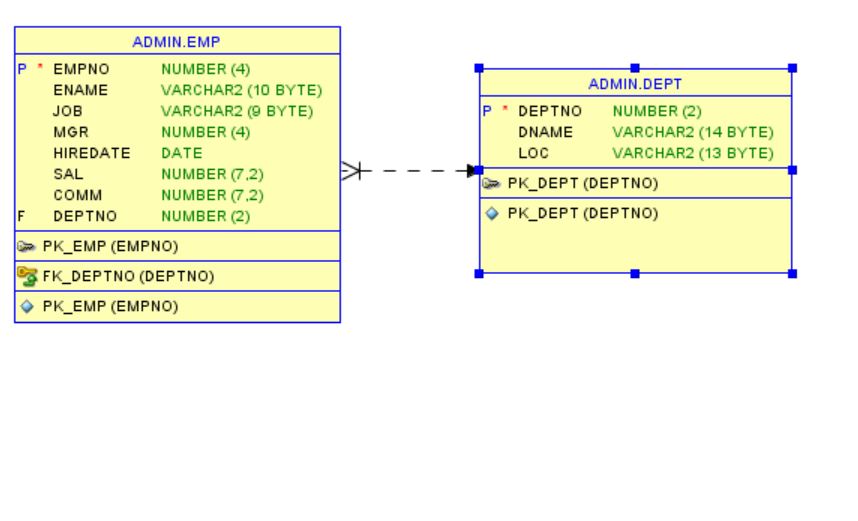 ADMIN.EMP
P * EMPNO NUMBER (4)
ENAME VARCHAR2 (10 BYTE)
JOB VARCHAR2 (9 BYTE)
MGR NUMBER (4)
HIREDATE DATE
SAL NUMBER (7,2)
COMM NUMBER (7,2)
F DEPTNO NUMBER (2)
PK_EMP (EMPNO)
FK_DEPTNO (DEPTNO)
PK_EMP (EMPNO)
ADMIN.DEPT
P * DEPTNO NUMBER (2)
DNAME VARCHAR2 (14 BYTE)
LOC VARCHAR2 (13 BYTE)
PK_DEPT (DEPTNO)
PK_DEPT (DEPTNO)